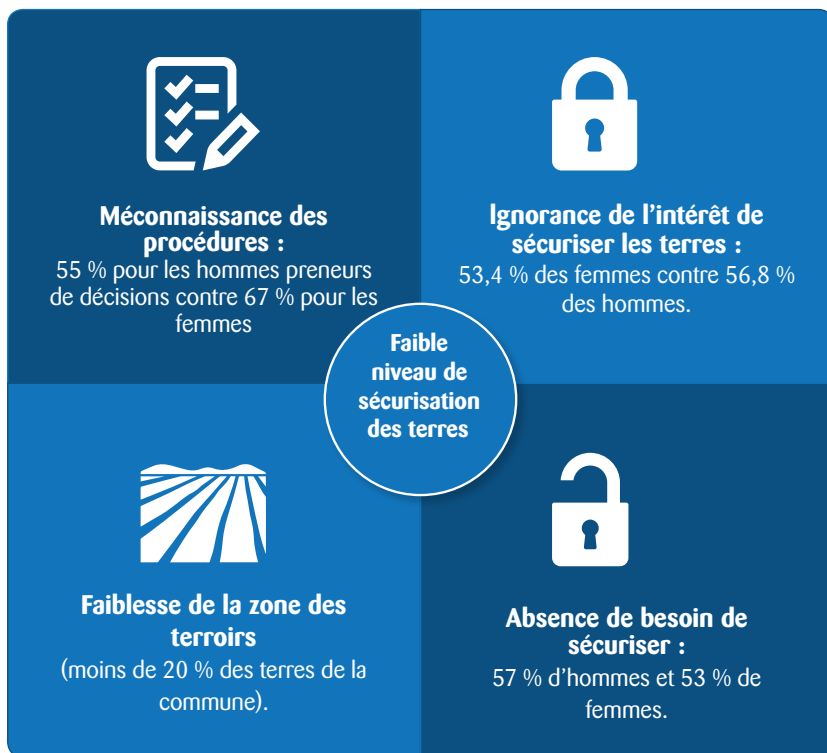 Méconnaissance des
procédures :
55 % pour les hommes preneurs
de décisions contre 67 % pour les
femmes
Ignorance de l’intérêt de
sécuriser les terres :
53,4 % des femmes contre 56,8 %
des hommes.
Faible
niveau de
sécurisation
des terres
Faiblesse de la zone des
terroirs
(moins de 20 % des terres de la
commune).
Absence de besoin de
sécuriser :
57 % d’hommes et 53 % de
femmes.